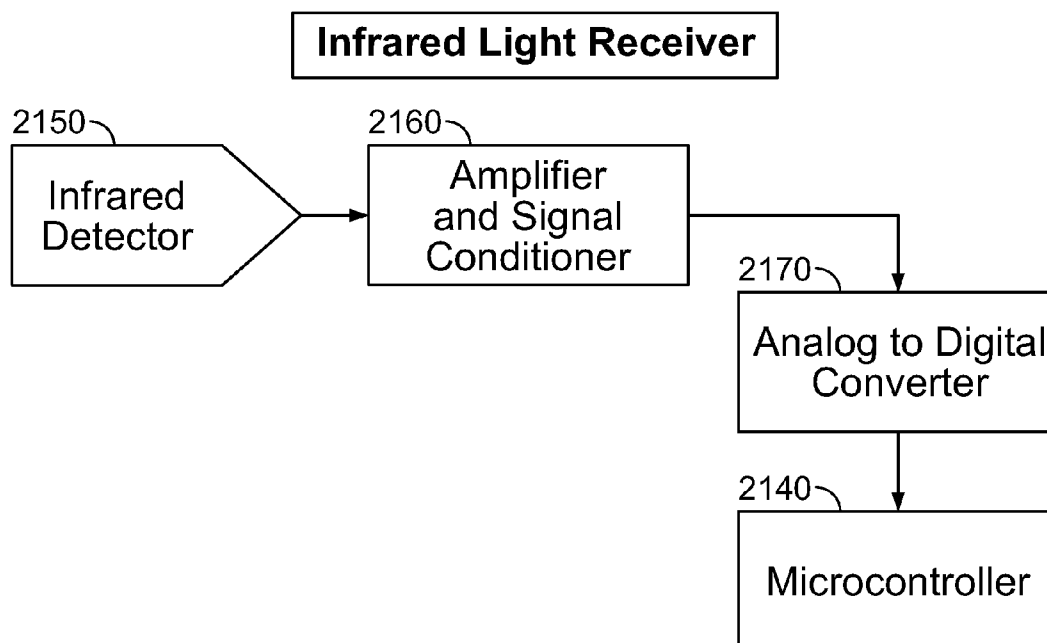 Infrared Light Receiver
2150
Infrared
Detector
2160
Amplifier
and Signal
Conditioner
2170
Analog to Digital
Converter
2140
Microcontroller